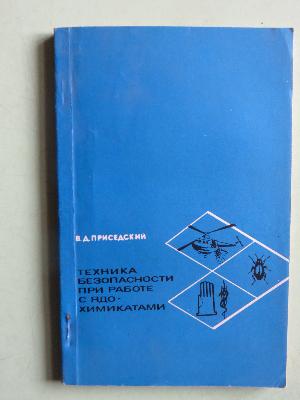 В.Д.ПРИСЕДСКИЙ
ТЕХНИКА
БЕЗОПАСНОСТИ
ПРИ РАБОТЕ
С ЯДО-
ХИМИКАТАМИ